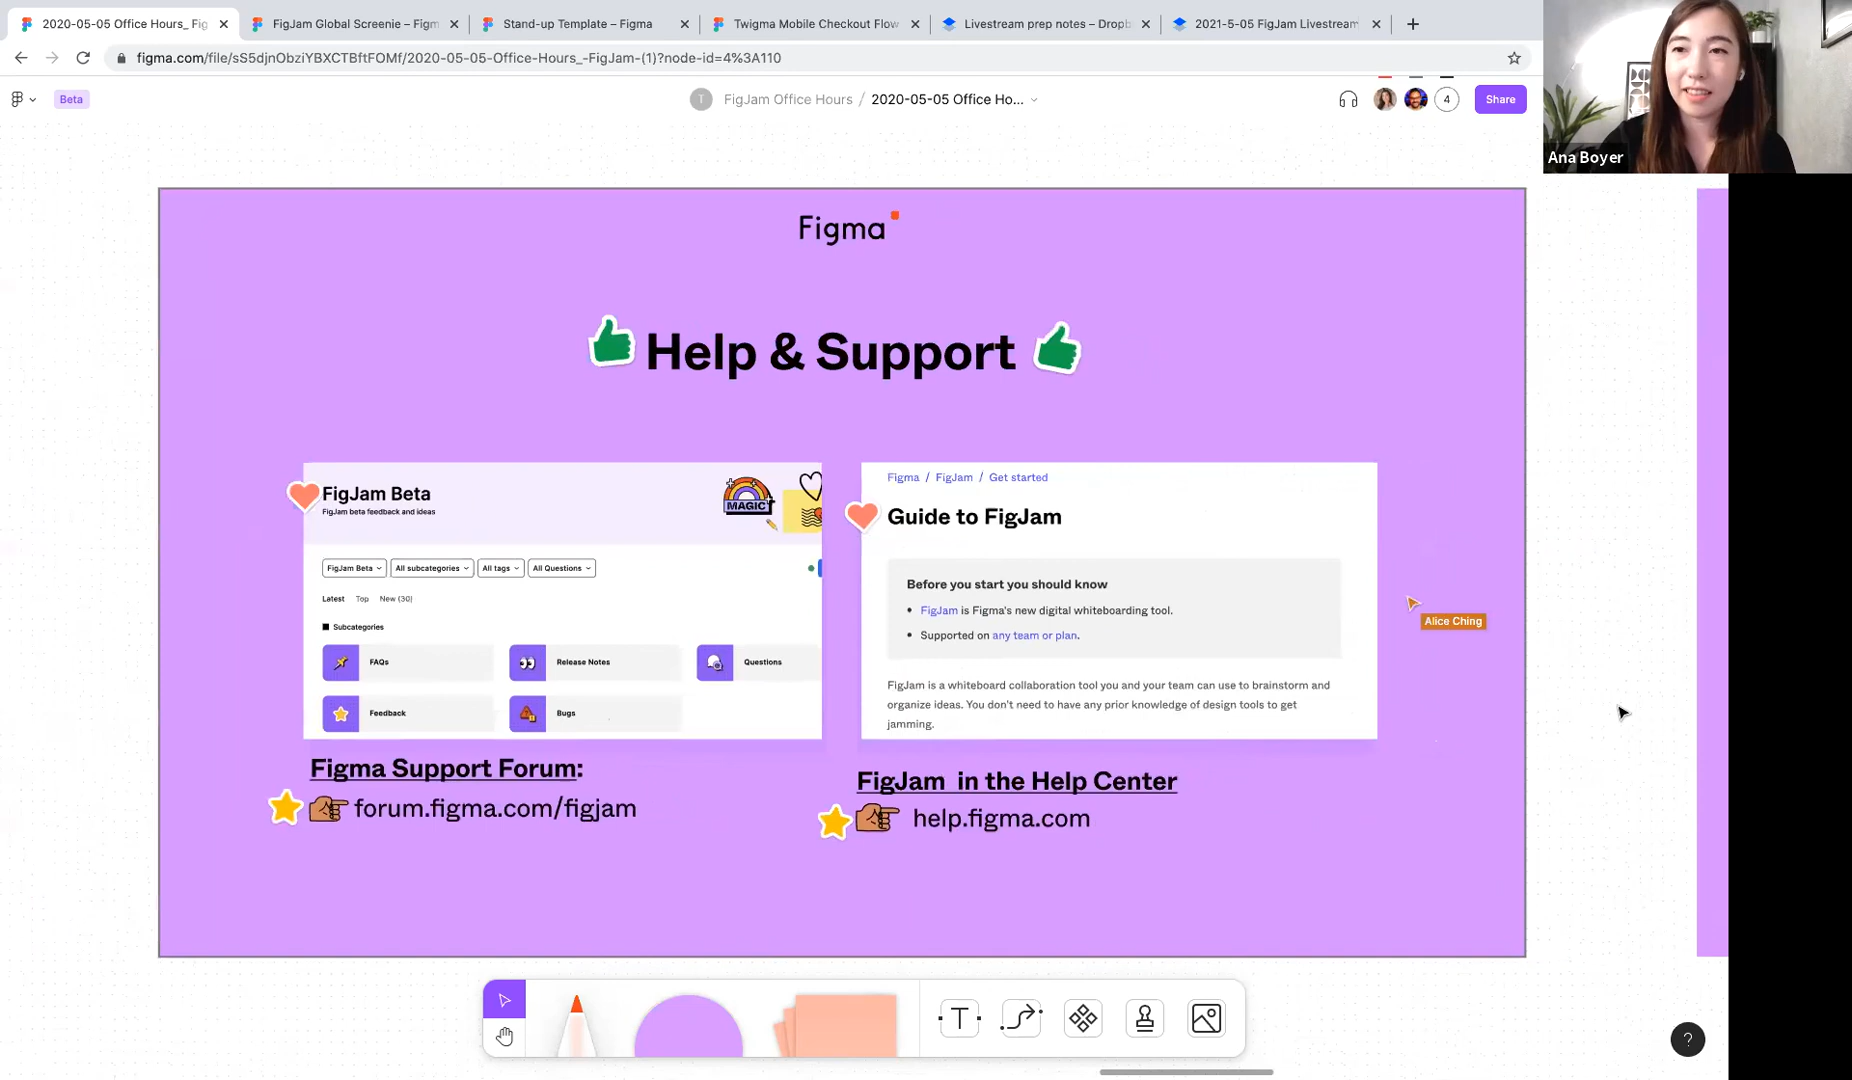 2020-05-05 Office Hours_ Fig
FigJam Global Screenie – Figm
Stand-up Template – Figma
Twigma Mobile Checkout Flow
Livestream prep notes – Dropb
2021-5-05 FigJam Livestream
figma.com/file/sS5djnObziYBXCTBftFOMf/2020-05-05-Office-Hours_-FigJam-(1)?node-id=4%3A110
Beta
T
FigJam Office Hours / 2020-05-05 Office Ho...
4
Share
Ana Boyer
Figma
Help & Support
FigJam Beta
FigJam beta feedback and ideas
MAGIC
FigJam Beta
All subcategories
All tags
All Questions
Latest
Top
New (30)
Subcategories
FAQs
Release Notes
Questions
Feedback
Bugs
Figma / FigJam / Get started
Guide to FigJam
Before you start you should know
• FigJam is Figma's new digital whiteboarding tool.
• Supported on any team or plan.
FigJam is a whiteboard collaboration tool you and your team can use to brainstorm and
organize ideas. You don't need to have any prior knowledge of design tools to get
jamming.
Alice Ching
Figma Support Forum:
forum.figma.com/figjam
FigJam in the Help Center
help.figma.com
T
?